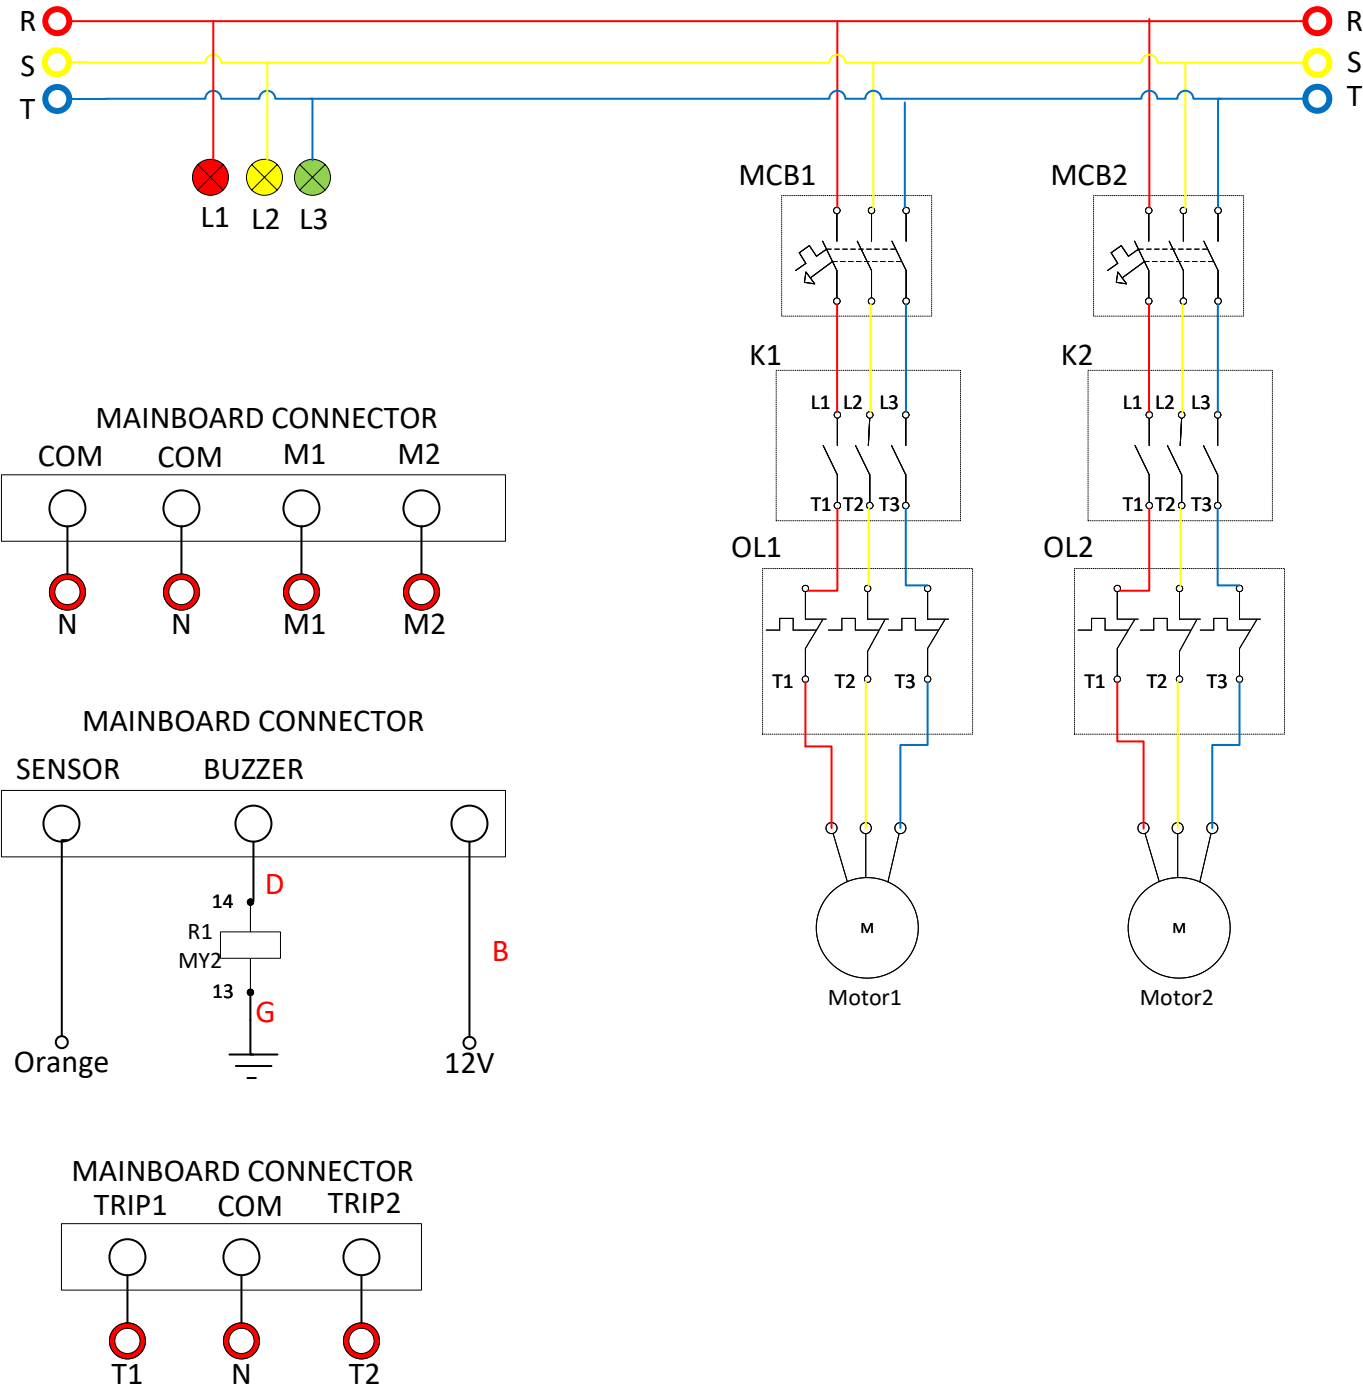 R R
S S
T T
L1 L2 L3
MCB1 MCB2
K1 K2
L1 L2 L3 L1 L2 L3
T1 T2 T3 T1 T2 T3
OL1 OL2
T1 T2 T3 T1 T2 T3
M M
Motor1 Motor2
MAINBOARD CONNECTOR
COM COM M1 M2
N N M1 M2
MAINBOARD CONNECTOR
SENSOR BUZZER
D
14
R1
MY2
B
13
G
Orange 12V
MAINBOARD CONNECTOR
TRIP1 COM TRIP2
T1 N T2